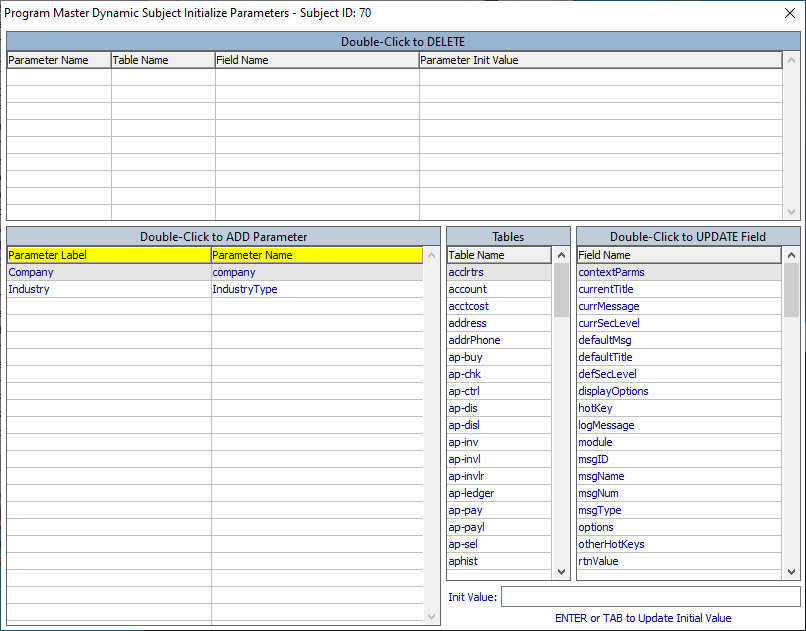 Program Master Dynamic Subject Initialize Parameters - Subject ID: 70
Double-Click to DELETE
Parameter Name Table Name Field Name Parameter Init Value
Double-Click to ADD Parameter
Parameter Label Parameter Name
Company company
Industry IndustryType
Tables
Table Name
acdrtrs
account
acctcost
address
addrPhone
ap-buy
ap-chk
ap-ctrl
ap-dis
ap-disl
ap-inv
ap-invl
ap-invlr
ap-ledger
ap-pay
ap-payl
ap-sel
aphist
Double-Click to UPDATE Field
Field Name
contextParms
currentTitle
currMessage
currSecLevel
defaultMsg
defaultTitle
defSecLevel
displayOptions
hotKey
logMessage
module
msgID
msgName
msgNum
msgType
options
otherHotKeys
rtnValue
Init Value:
ENTER or TAB to Update Initial Value